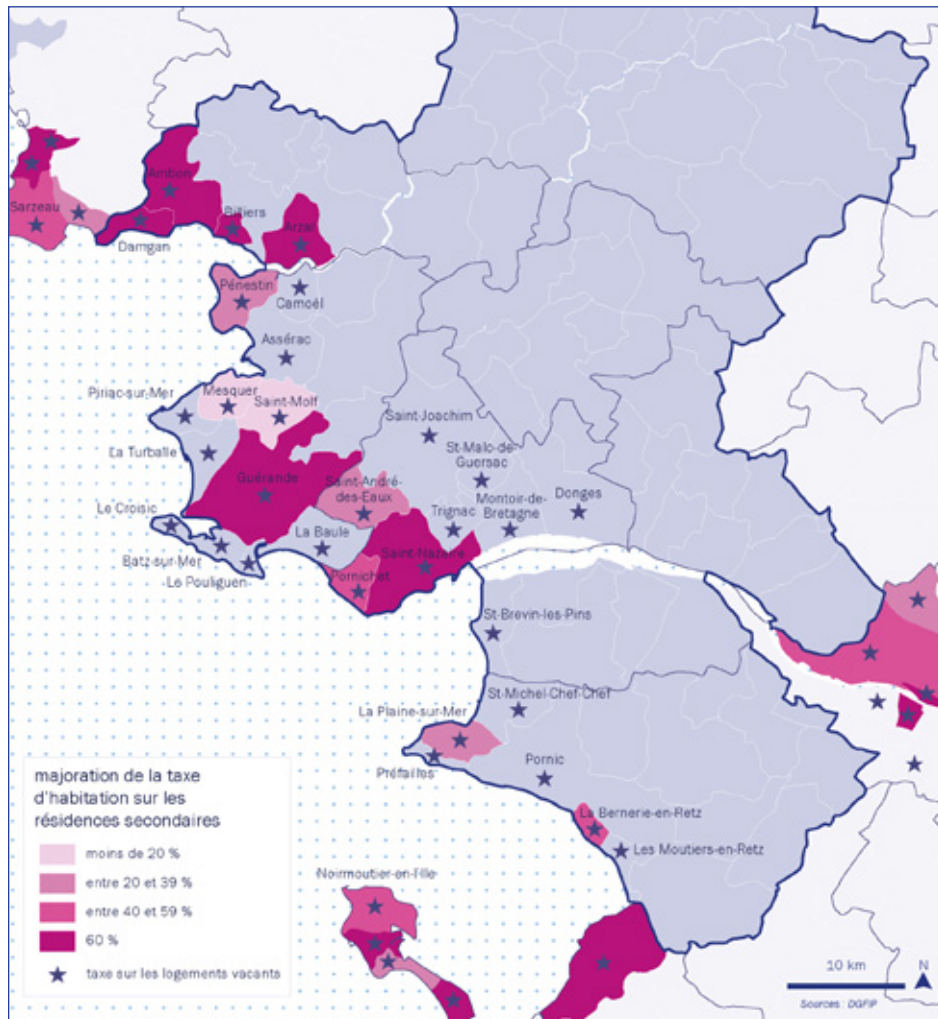 Ambon
Sarzeau
Billiers
Arzal
Damgan
Pénestin
Camoël
Assérac
Piriac-sur-Mer
Mesquer
Saint-Molf
Saint-Joachim
La Turballe
St-Malo-de-
Guersac
Guérande
Saint-André-
des-Eaux
Le Croisic
La Baule
Trignac
Montoir-de-
Bretagne
Donges
Batz-sur-Mer
Le Pouliguen
Saint-Nazaire
Pornichet
St-Brevin-les-Pins
St-Michel-Chef-Chef
La Plaine-sur-Mer
Préfailles
Pornic
La Bernerie-en-Retz
Les Moutiers-en-Retz
Noirmoutier-en-l'Ile
majoration de la taxe
d'habitation sur les
résidences secondaires
moins de 20 %
entre 20 et 39 %
entre 40 et 59 %
60 %
taxe sur les logements vacants
10 km
N
Sources : DGFIP